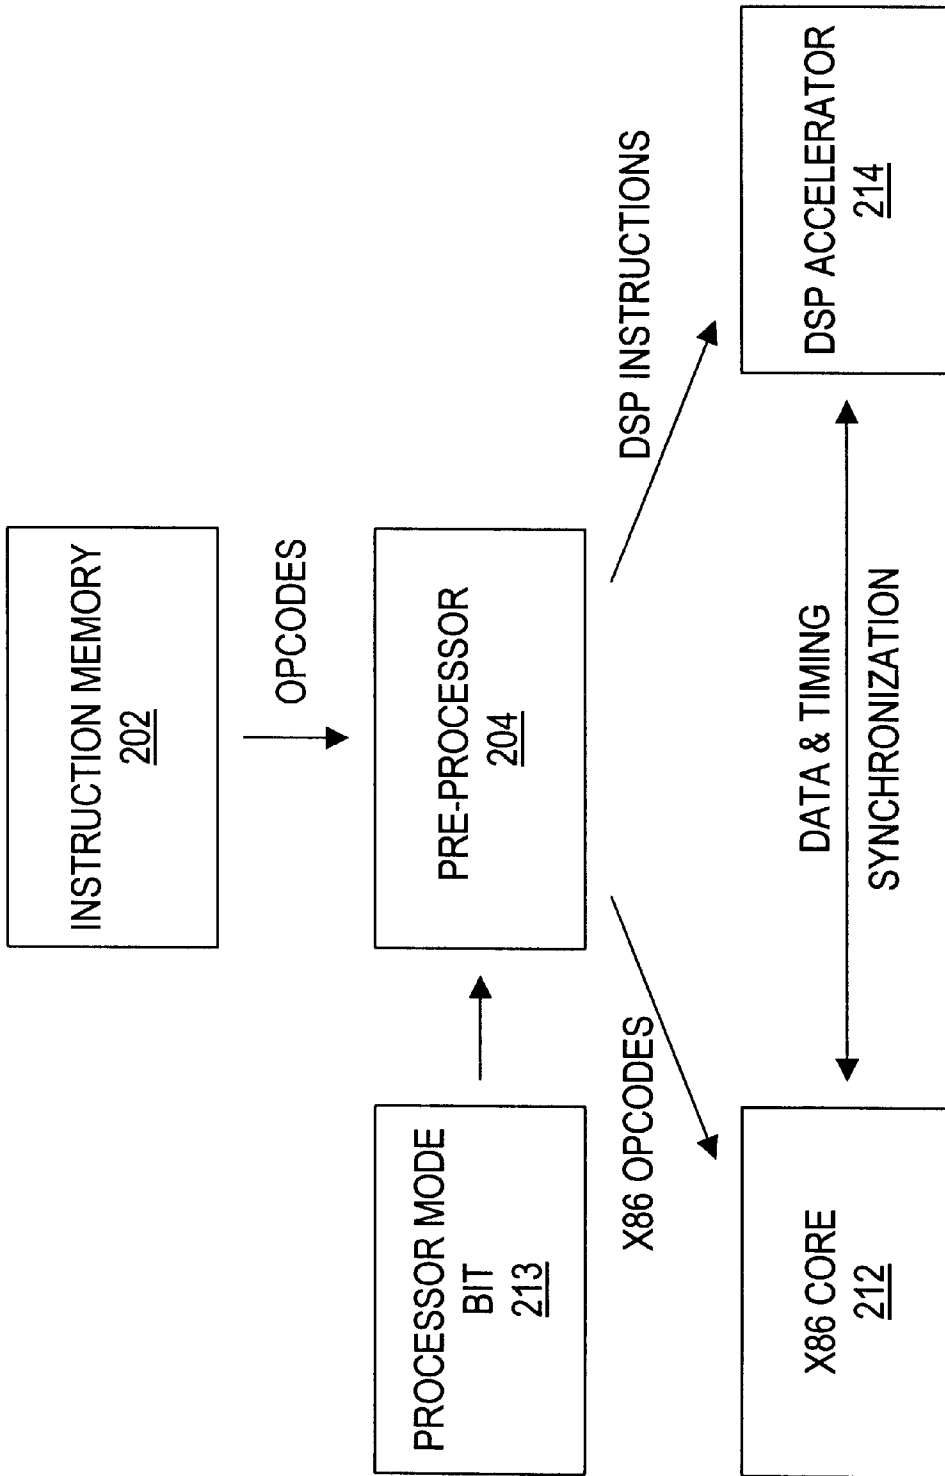 INSTRUCTION MEMORY
202
OPCODES
PROCESSOR MODE
BIT
213
PRE-PROCESSOR
204
X86 OPCODES
DSP INSTRUCTIONS
X86 CORE
212
DATA & TIMING
SYNCHRONIZATION
DSP ACCELERATOR
214